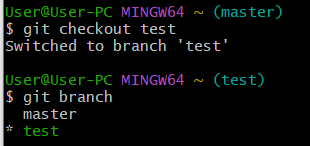 User@User-PC MINGW64 ~ (master)
$ git checkout test
Switched to branch 'test'
User@User-PC MINGW64 ~ (test)
$ git branch
  master
* test